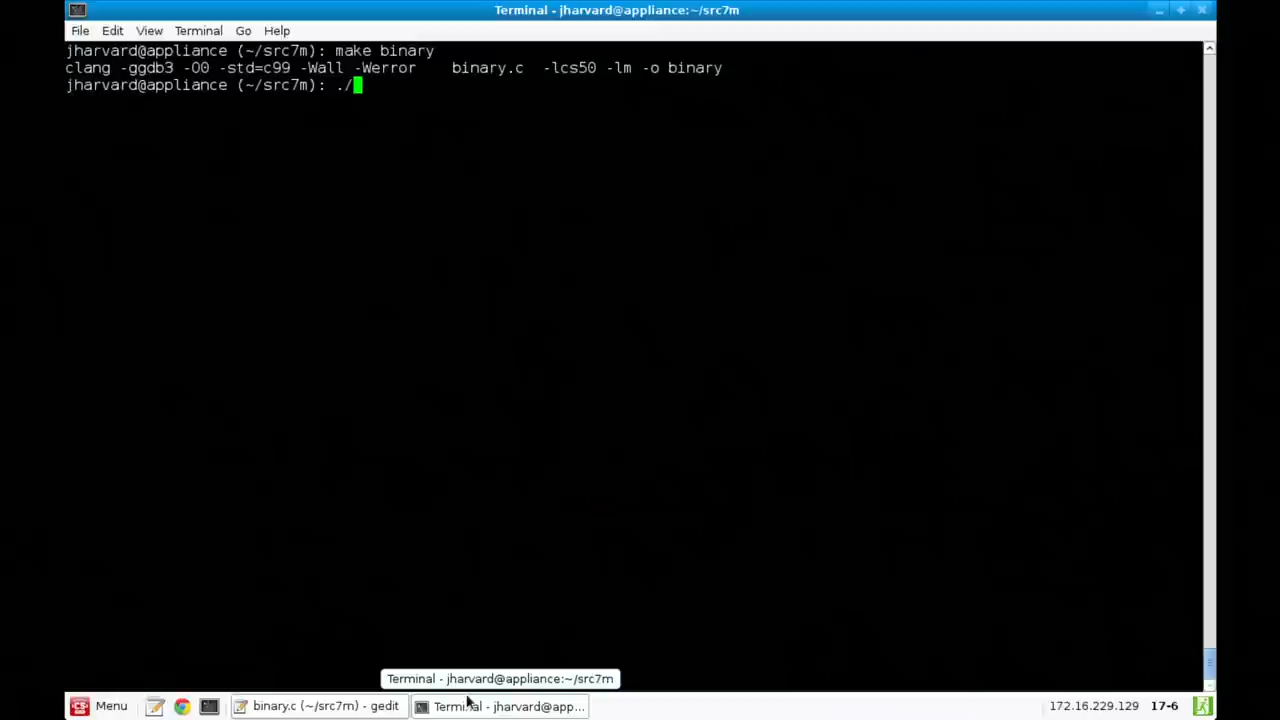 Terminal - jharvard@appliance:~/src7m
File Edit View Terminal Go Help
jharvard@appliance (~/src7m): make binary
clang -ggdb3 -O0 -std=c99 -Wall -Werror    binary.c  -lcs50 -lm -o binary
jharvard@appliance (~/src7m): ./
Terminal - jharvard@appliance:~/src7m
Menu binary.c (~/src7m) - gedit Terminal - jharvard@app... 172.16.229.129 17-6